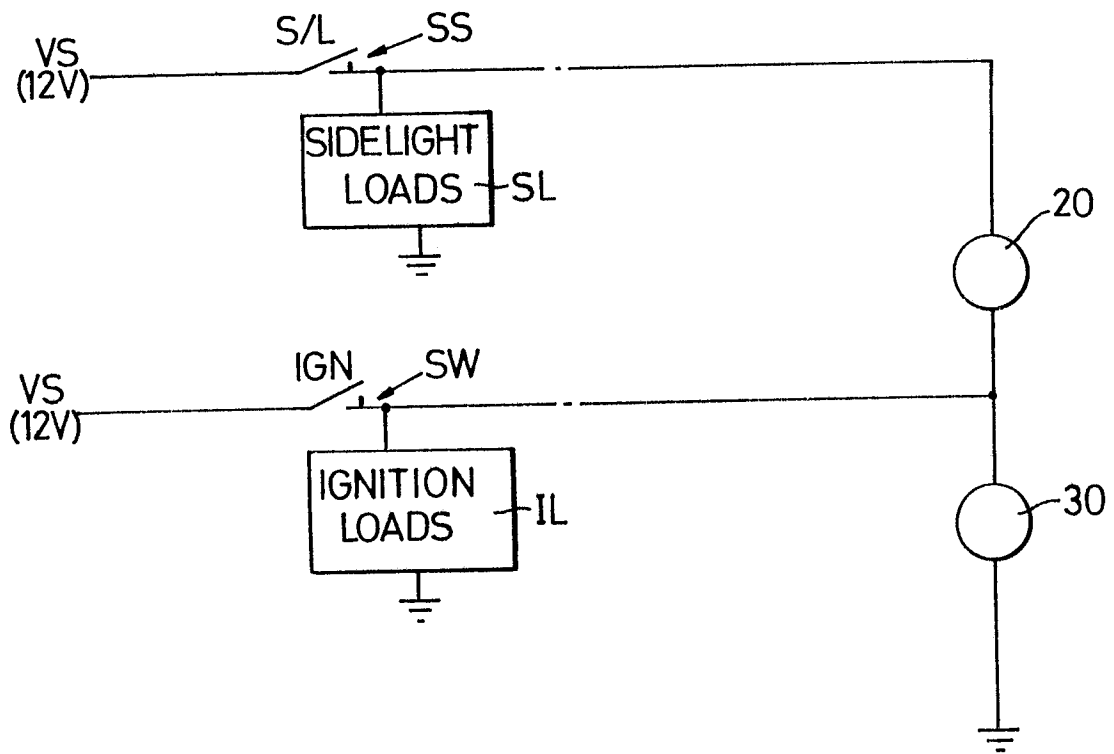 S/L
SS
VS
(12V)
SIDELIGHT
LOADS
SL
20
IGN
SW
VS
(12V)
IGNITION
LOADS
IL
30